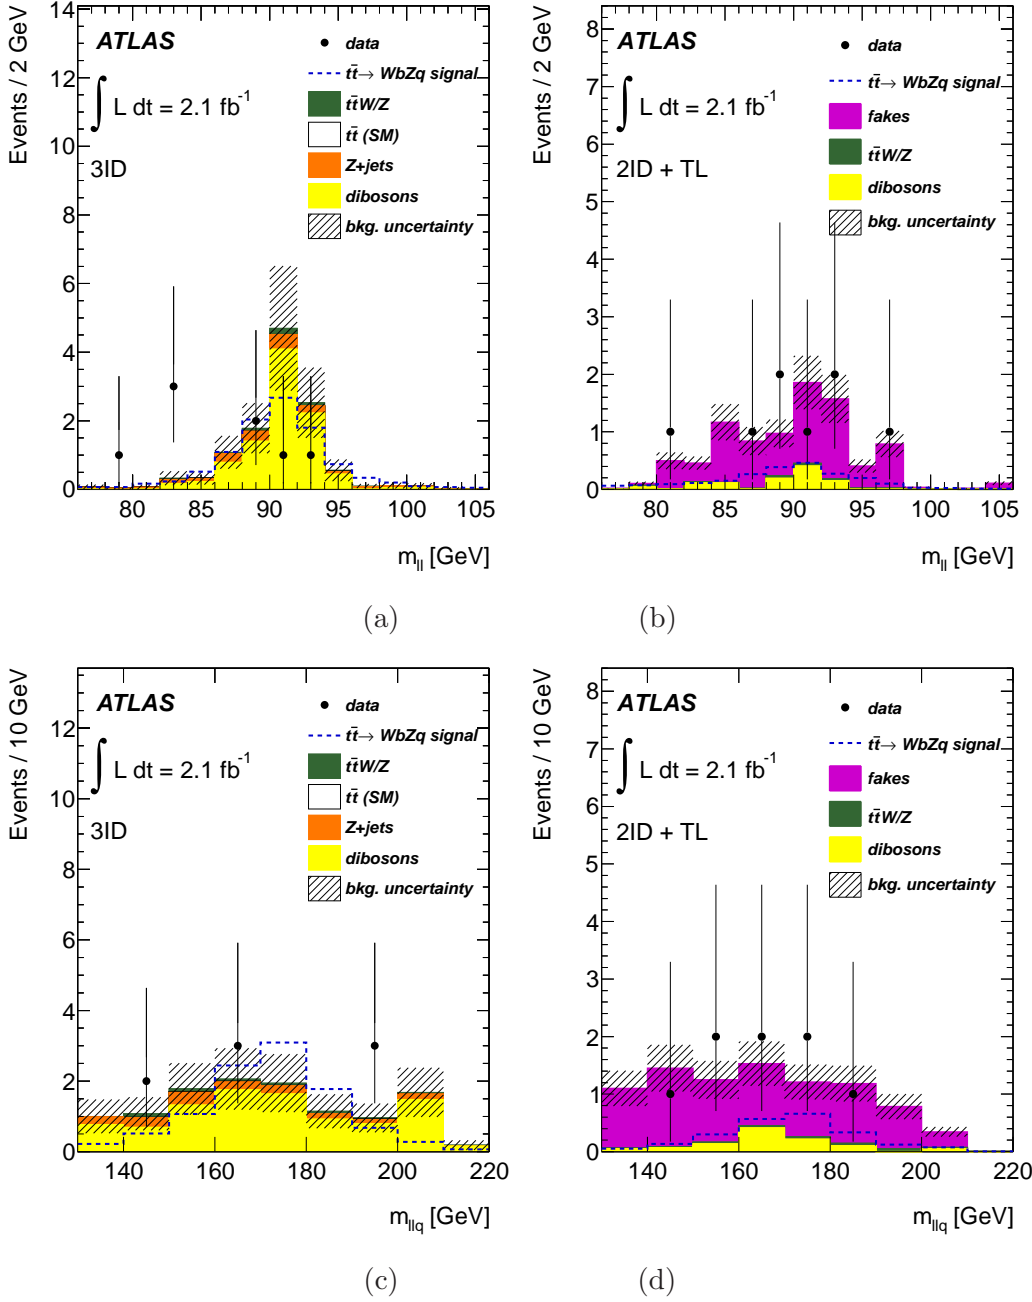 Events / 2 GeV
14
12
10
8
6
4
2
0
ATLAS
∫ L dt = 2.1 fb⁻¹
3ID
data
tt̄→ WbZq signal
tt̄W/Z
tt̄ (SM)
Z+jets
dibosons
bkg. uncertainty
80 85 90 95 100 105
m_ll [GeV]
(a)
Events / 2 GeV
8
7
6
5
4
3
2
1
0
ATLAS
∫ L dt = 2.1 fb⁻¹
2ID + TL
data
tt̄→ WbZq signal
fakes
tt̄W/Z
dibosons
bkg. uncertainty
80 85 90 95 100 105
m_ll [GeV]
(b)
Events / 10 GeV
12
10
8
6
4
2
0
ATLAS
∫ L dt = 2.1 fb⁻¹
3ID
data
tt̄→ WbZq signal
tt̄W/Z
tt̄ (SM)
Z+jets
dibosons
bkg. uncertainty
140 160 180 200 220
m_llq [GeV]
(c)
Events / 10 GeV
8
7
6
5
4
3
2
1
0
ATLAS
∫ L dt = 2.1 fb⁻¹
2ID + TL
data
tt̄→ WbZq signal
fakes
tt̄W/Z
dibosons
bkg. uncertainty
140 160 180 200 220
m_llq [GeV]
(d)